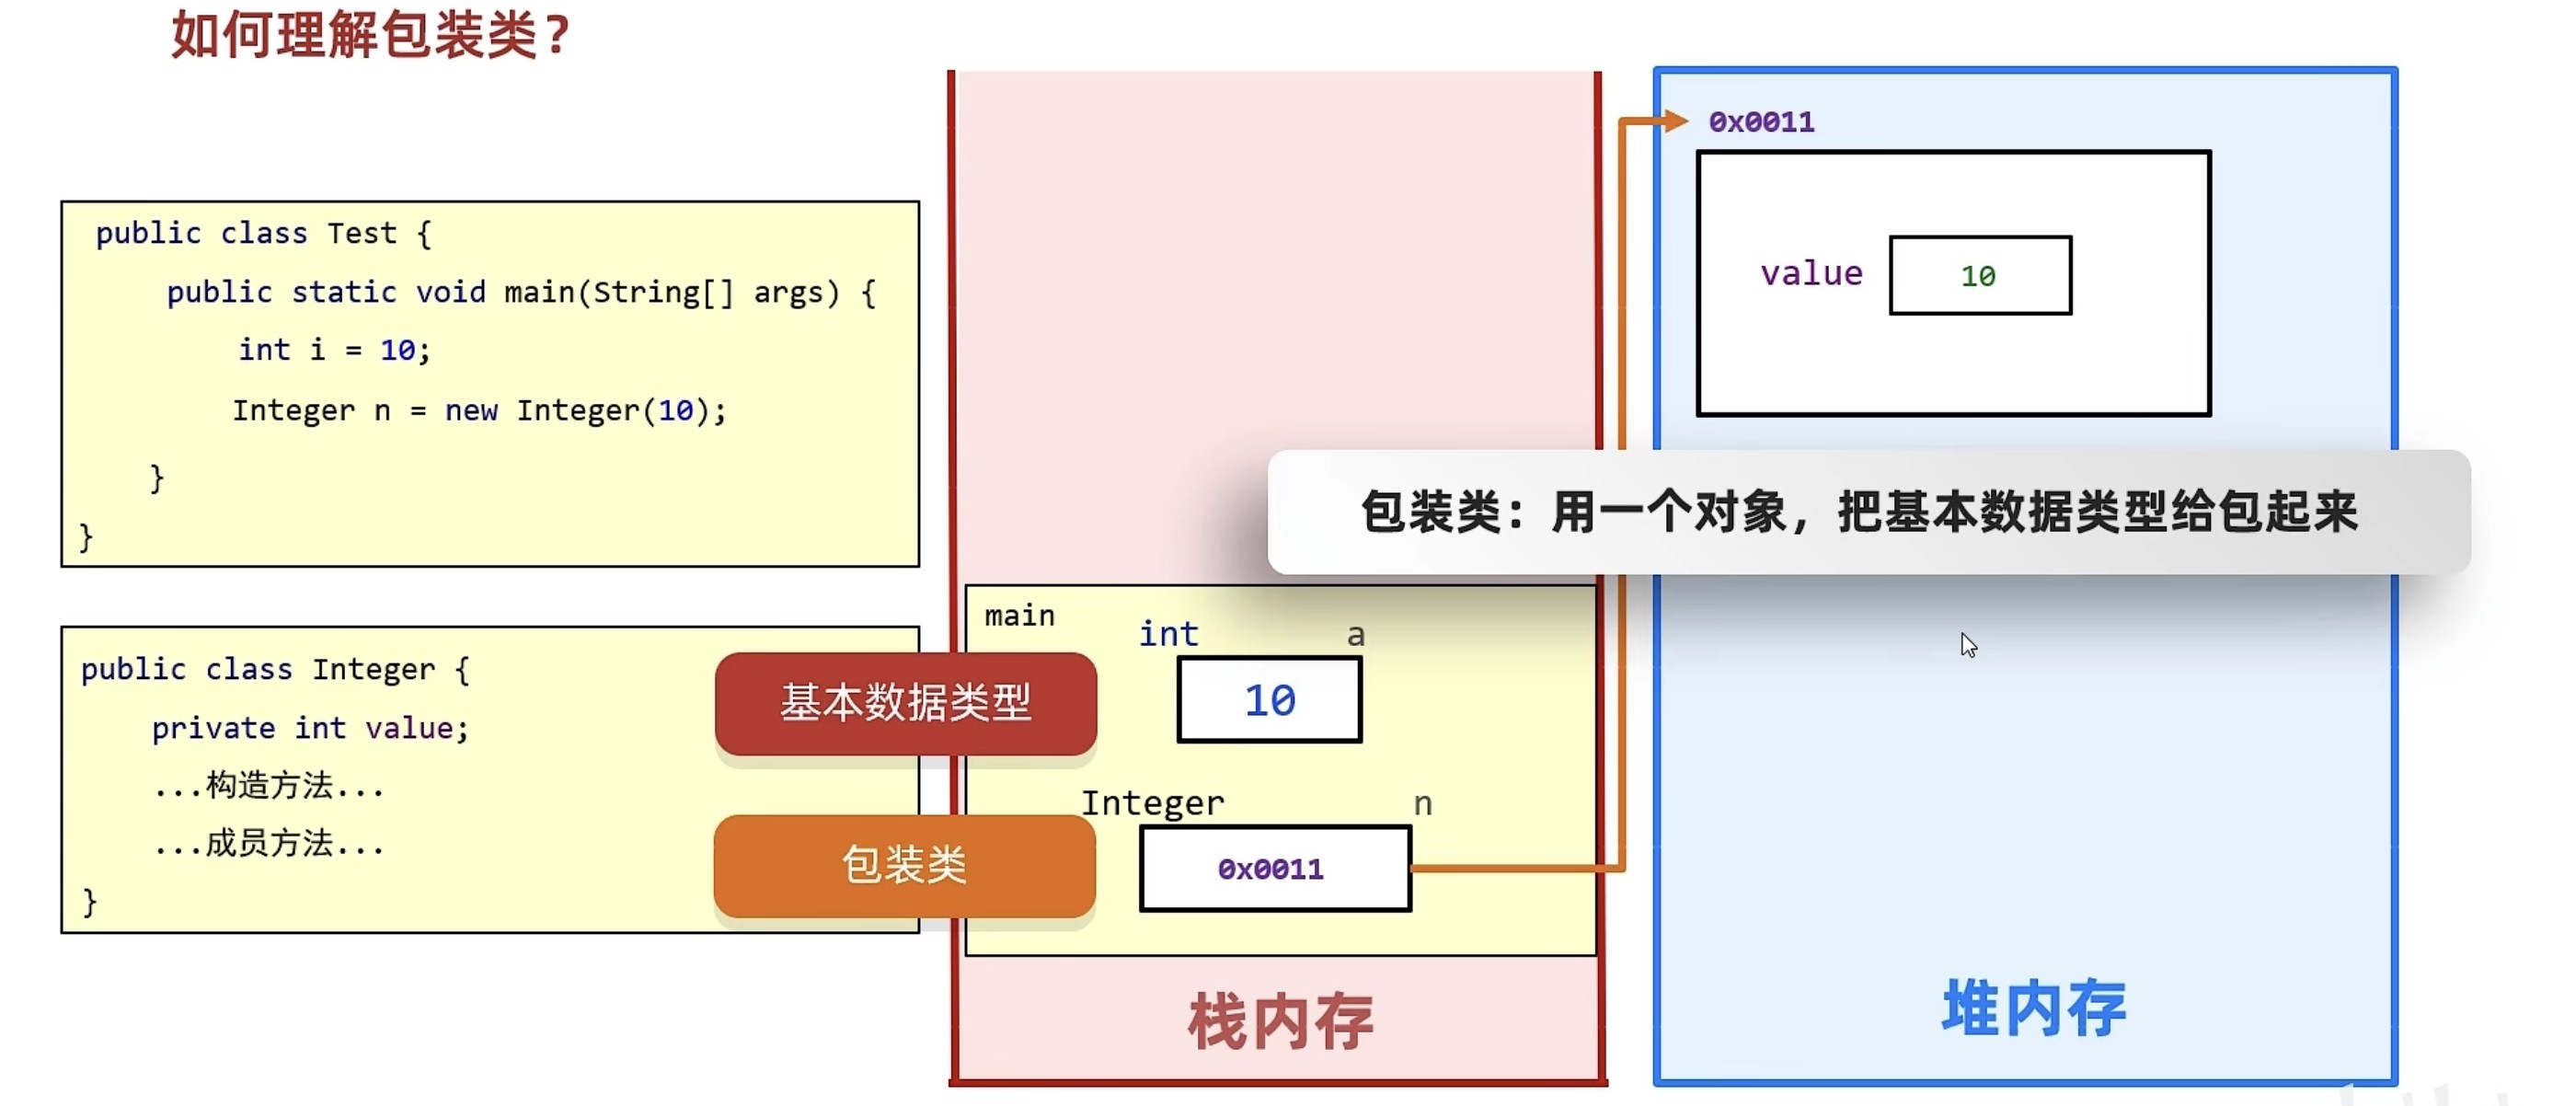 如何理解包装类？
public class Test {
public static void main(String[] args) {
int i = 10;
Integer n = new Integer(10);
}
}
public class Integer {
private int value;
...构造方法...
...成员方法...
}
基本数据类型
包装类
main
int a
10
Integer n
0x0011
栈内存
0x0011
value 10
包装类：用一个对象，把基本数据类型给包起来
堆内存